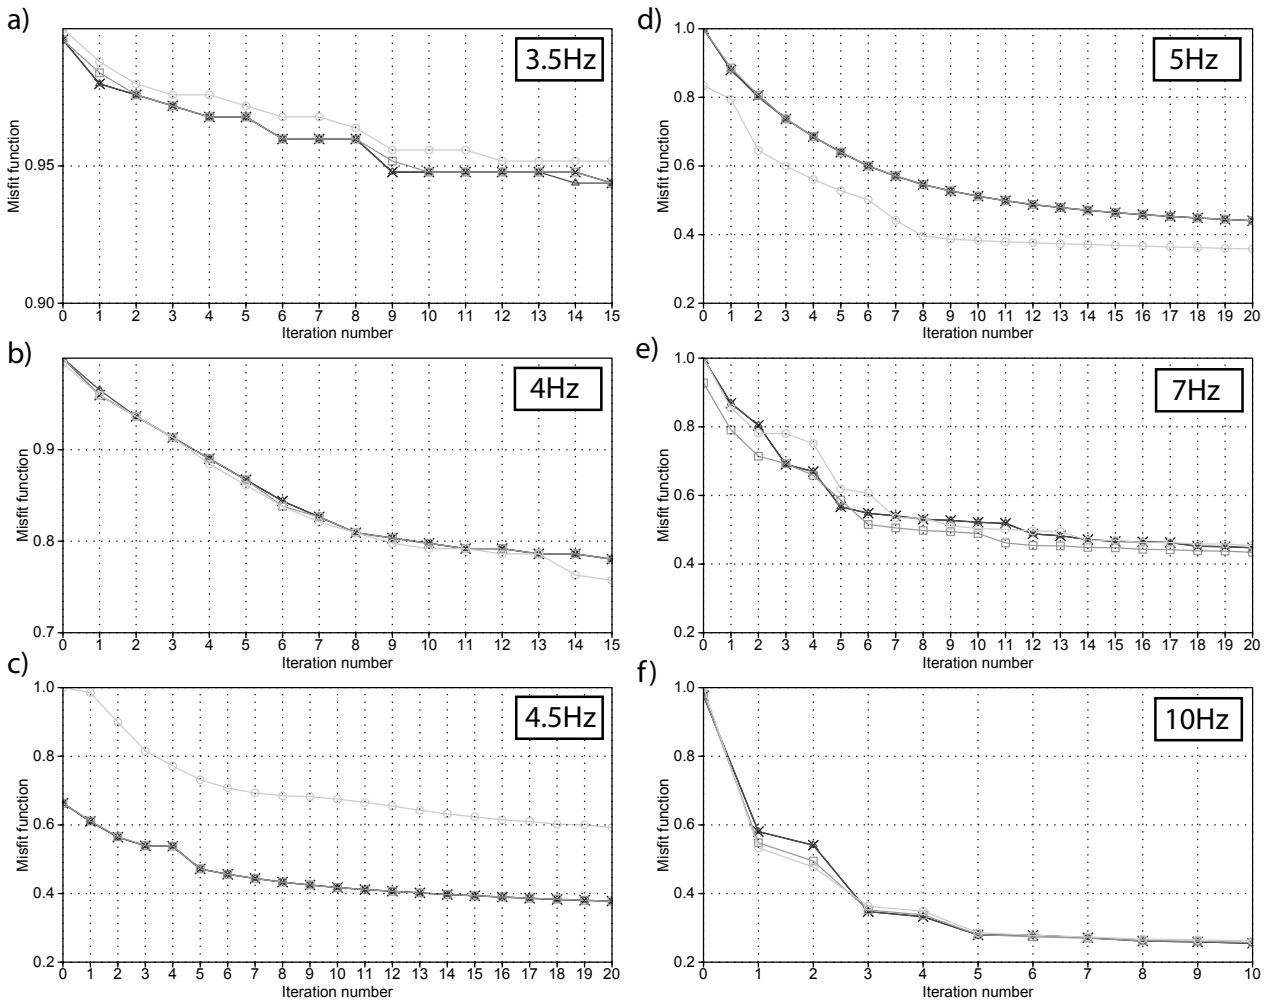 a)
3.5Hz
Misfit function
0.95
0.90
0 1 2 3 4 5 6 7 8 9 10 11 12 13 14 15
Iteration number
b)
4Hz
Misfit function
0.9
0.8
0.7
0 1 2 3 4 5 6 7 8 9 10 11 12 13 14 15
Iteration number
c)
4.5Hz
Misfit function
1.0
0.8
0.6
0.4
0.2
0 1 2 3 4 5 6 7 8 9 10 11 12 13 14 15 16 17 18 19 20
Iteration number
d)
5Hz
Misfit function
1.0
0.8
0.6
0.4
0.2
0 1 2 3 4 5 6 7 8 9 10 11 12 13 14 15 16 17 18 19 20
Iteration number
e)
7Hz
Misfit function
1.0
0.8
0.6
0.4
0.2
0 1 2 3 4 5 6 7 8 9 10 11 12 13 14 15 16 17 18 19 20
Iteration number
f)
10Hz
Misfit function
1.0
0.8
0.6
0.4
0.2
0 1 2 3 4 5 6 7 8 9 10
Iteration number